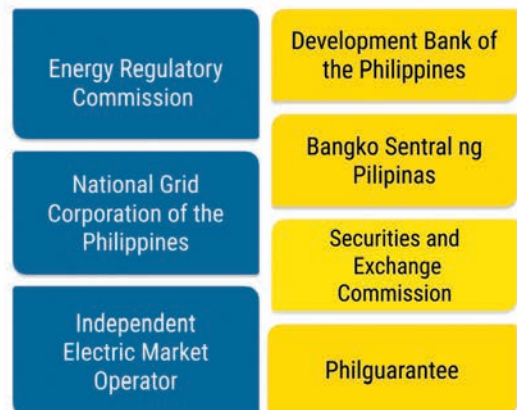 Energy Regulatory
Commission
National Grid
Corporation of the
Philippines
Independent
Electric Market
Operator
Development Bank of
the Philippines
Bangko Sentral ng
Pilipinas
Securities and
Exchange
Commission
Philguarantee